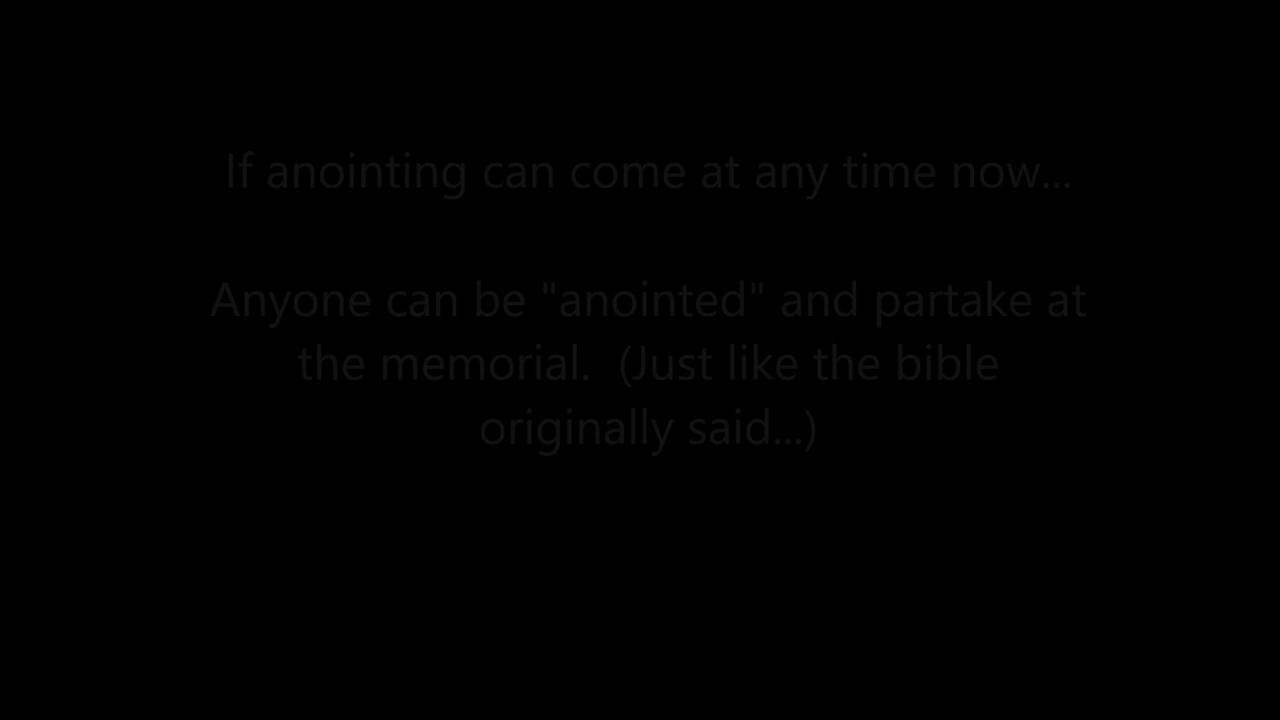 If anointing can come at any time now...
Anyone can be "anointed" and partake at
the memorial.  (Just like the bible
originally said...)